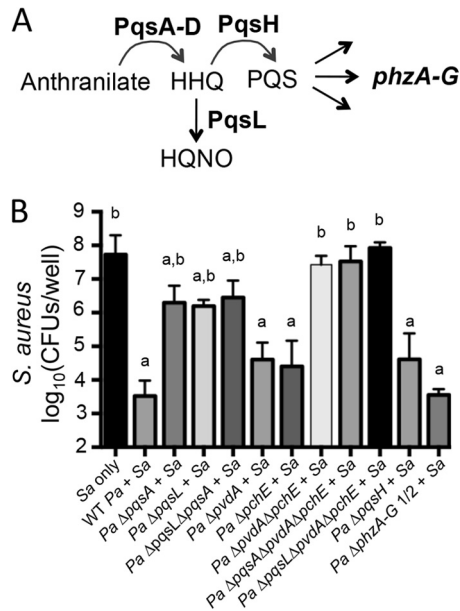 A
PqsA-D PqsH
Anthranilate HHQ PQS phzA-G
PqsL
HQNO
B
S. aureus
log10(CFUs/well)
9
8
7
6
5
4
3
2
b
a
a,b
a,b
a,b
a
a
b
b
b
a
a
Sa only
WT Pa + Sa
Pa ΔpqsA + Sa
Pa ΔpqsL + Sa
Pa ΔpqsLΔpqsA + Sa
Pa ΔpvdA + Sa
Pa ΔpchE + Sa
Pa ΔpvdAΔpchE + Sa
Pa ΔpqsAΔpvdAΔpchE + Sa
Pa ΔpqsLΔpvdAΔpchE + Sa
Pa ΔpqsH + Sa
Pa ΔphzA-G 1/2 + Sa